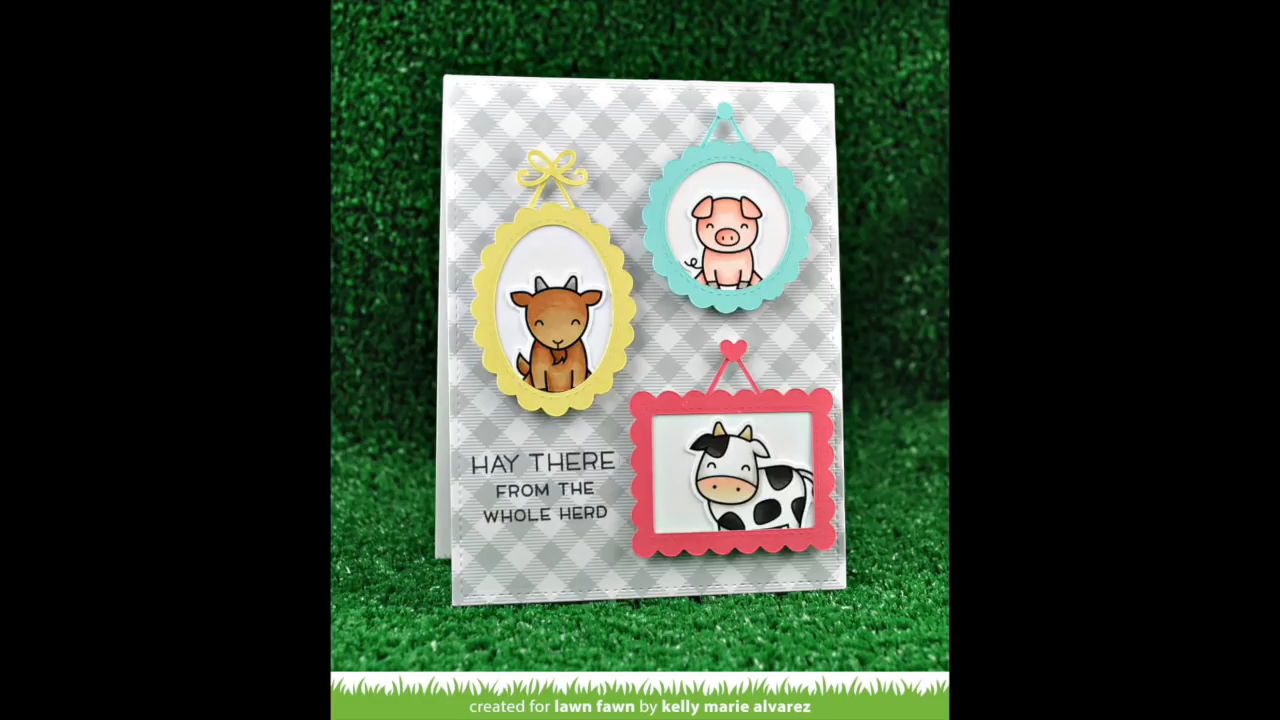 HAY THERE
FROM THE
WHOLE HERD
created for lawn fawn by kelly marie alvarez